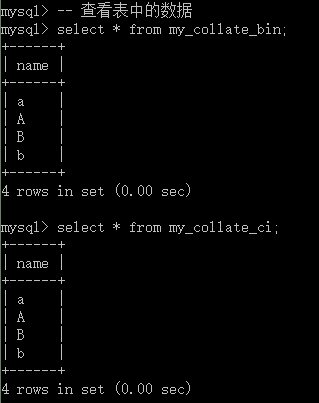 mysql> -- 查看表中的数据
mysql> select * from my_collate_bin;
+------+
| name |
+------+
| a    |
| A    |
| B    |
| b    |
+------+
4 rows in set (0.00 sec)

mysql> select * from my_collate_ci;
+------+
| name |
+------+
| a    |
| A    |
| B    |
| b    |
+------+
4 rows in set (0.00 sec)